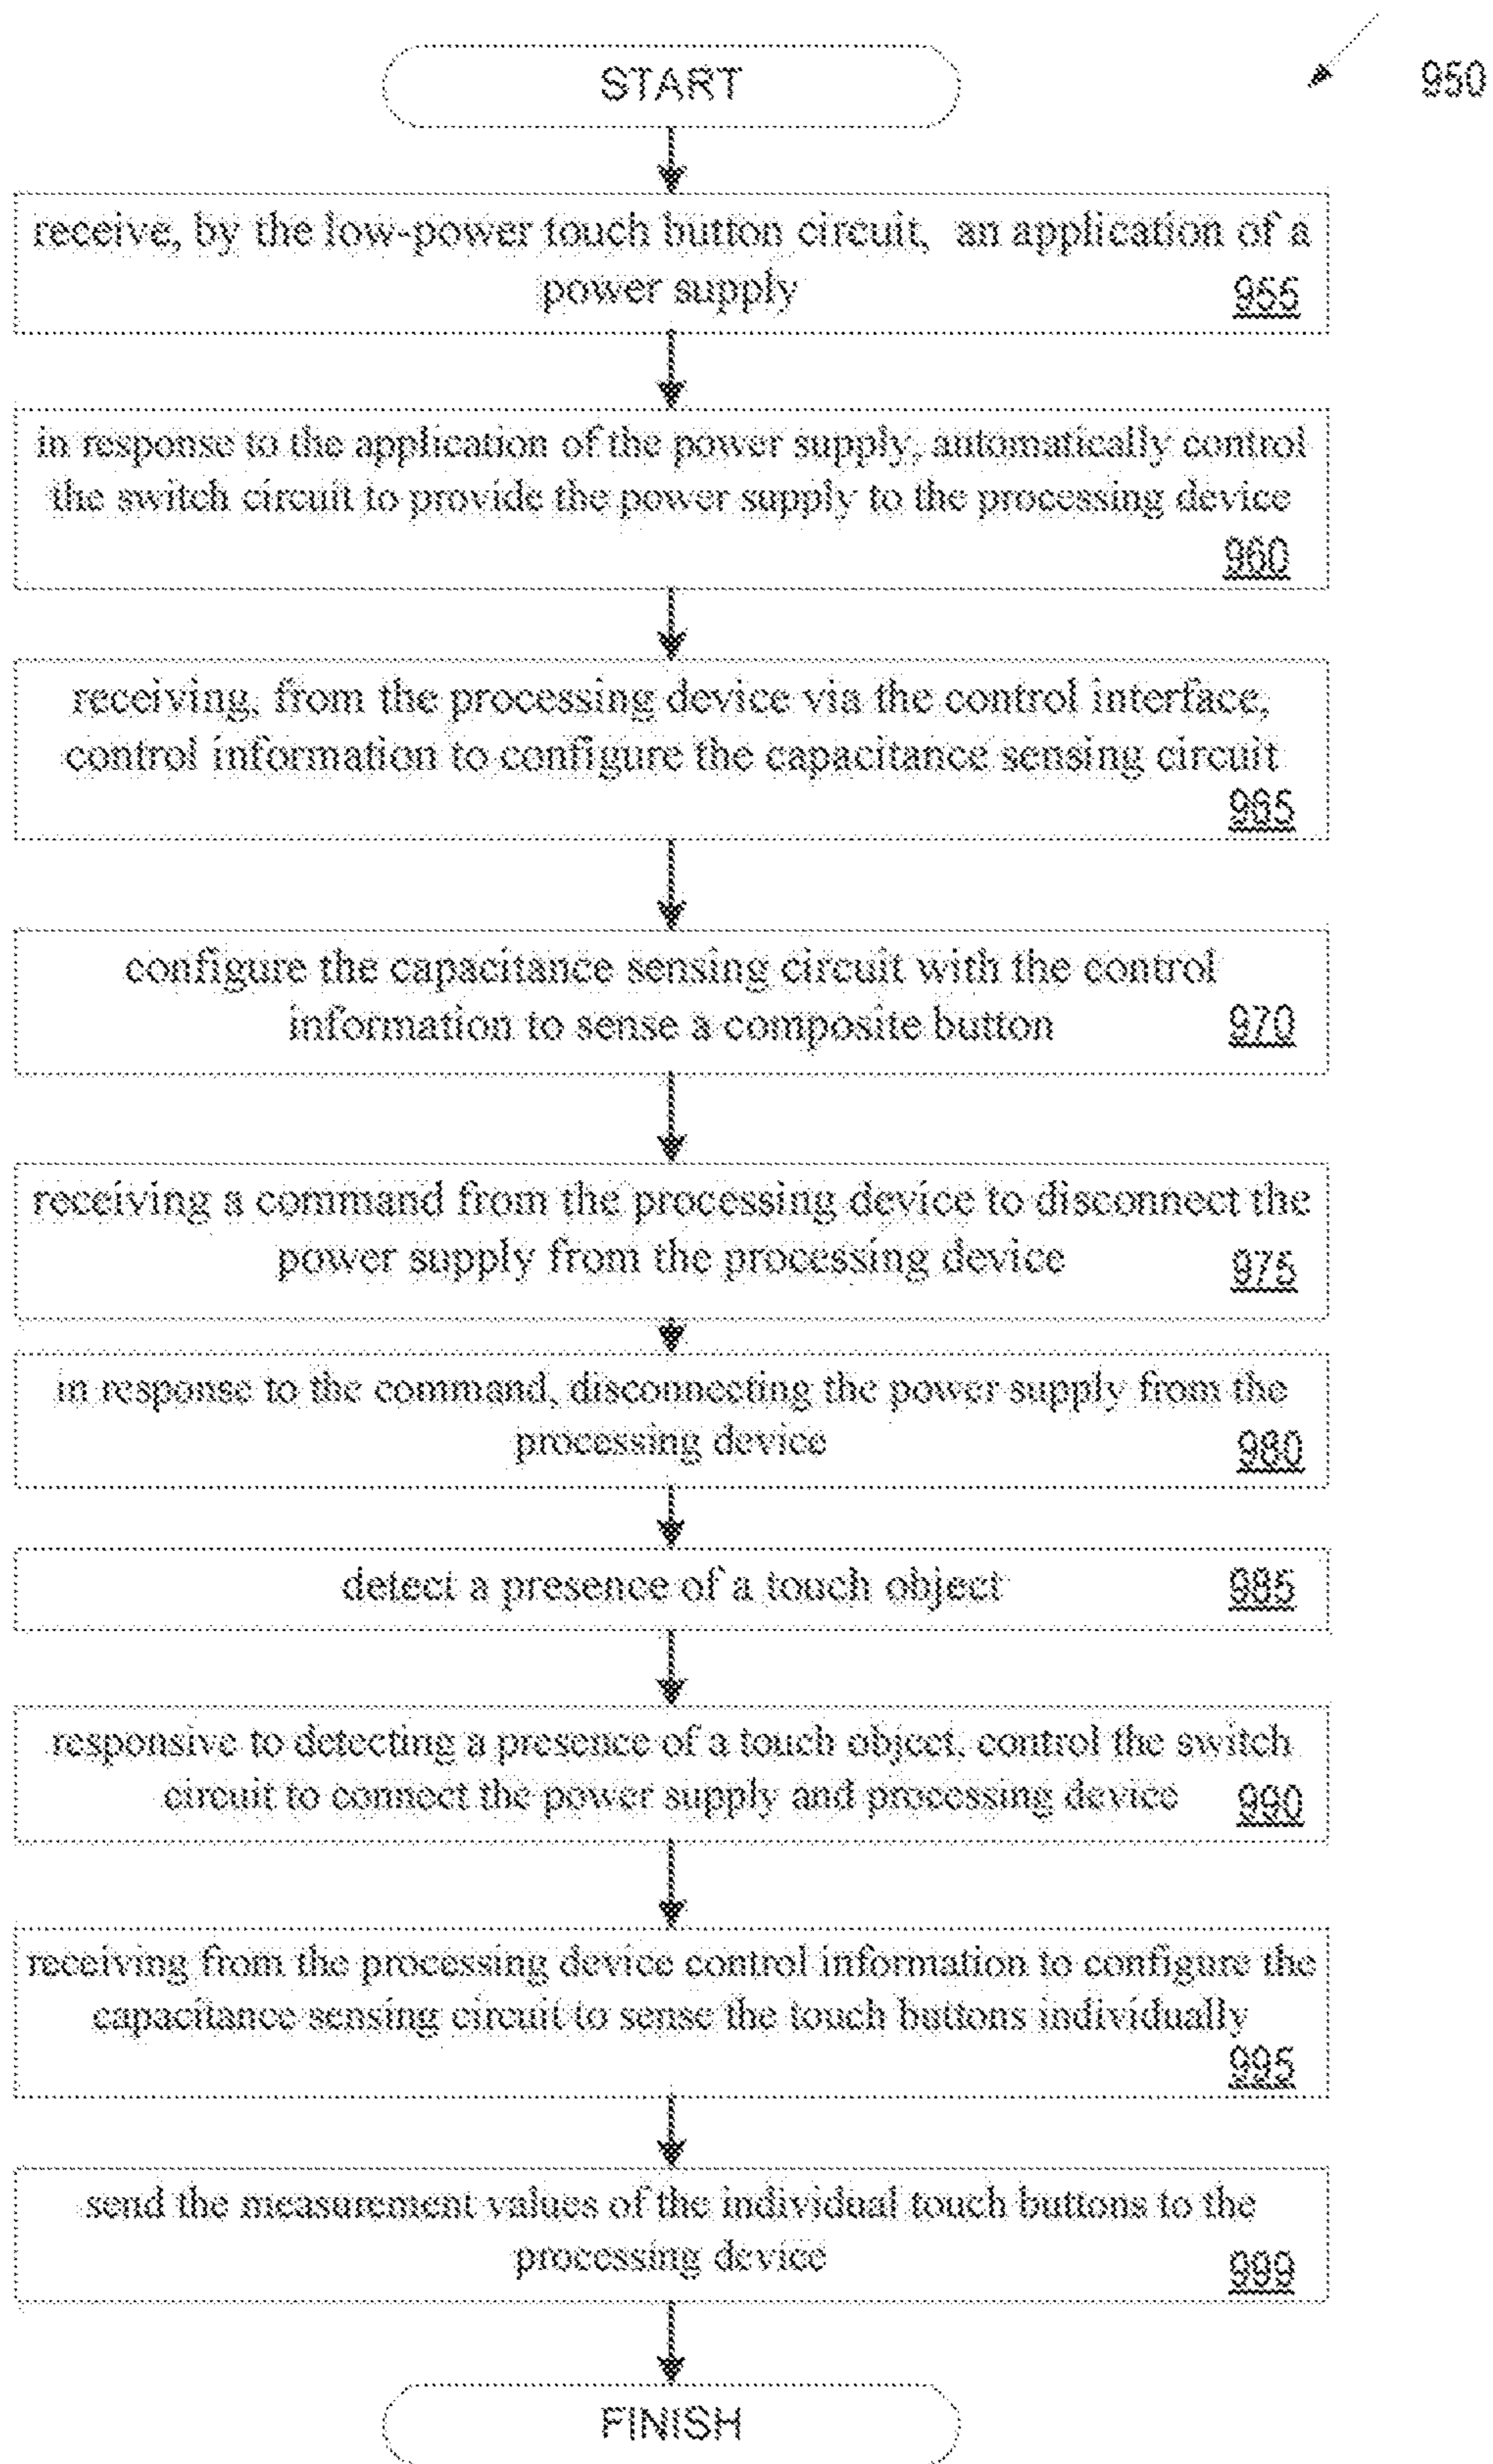 START
950
receive, by the low-power touch button circuit, an application of a
power supply
955
in response to the application of the power supply, automatically control
the switch circuit to provide the power supply to the processing device
960
receiving, from the processing device via the control interface,
control information to configure the capacitance sensing circuit
965
configure the capacitance sensing circuit with the control
information to sense a composite button
970
receiving a command from the processing device to disconnect the
power supply from the processing device
975
in response to the command, disconnecting the power supply from the
processing device
980
detect a presence of a touch object
985
responsive to detecting a presence of a touch object, control the switch
circuit to connect the power supply and processing device
990
receiving from the processing device control information to configure the
capacitance sensing circuit to sense the touch buttons individually
995
send the measurement values of the individual touch buttons to the
processing device
999
FINISH